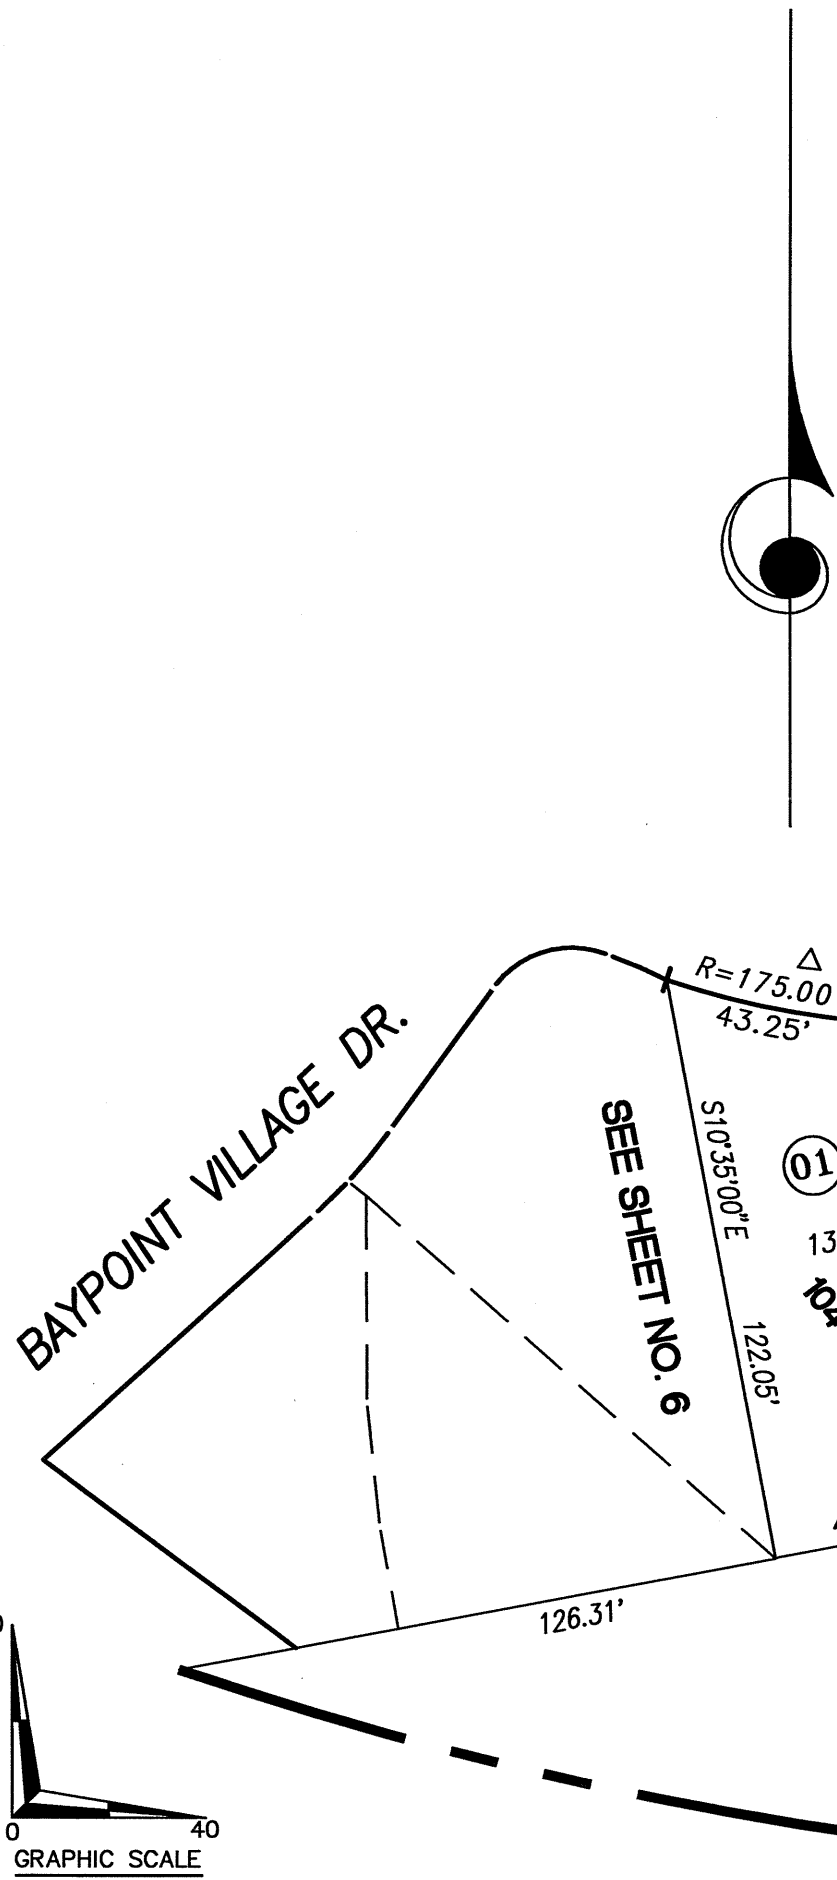 △
R=175.00
43.25'
BAYPOINT VILLAGE DR.
S10°35'00"E
SEE SHEET NO. 6
01
13
104
122.05'
126.31'
0
40
GRAPHIC SCALE